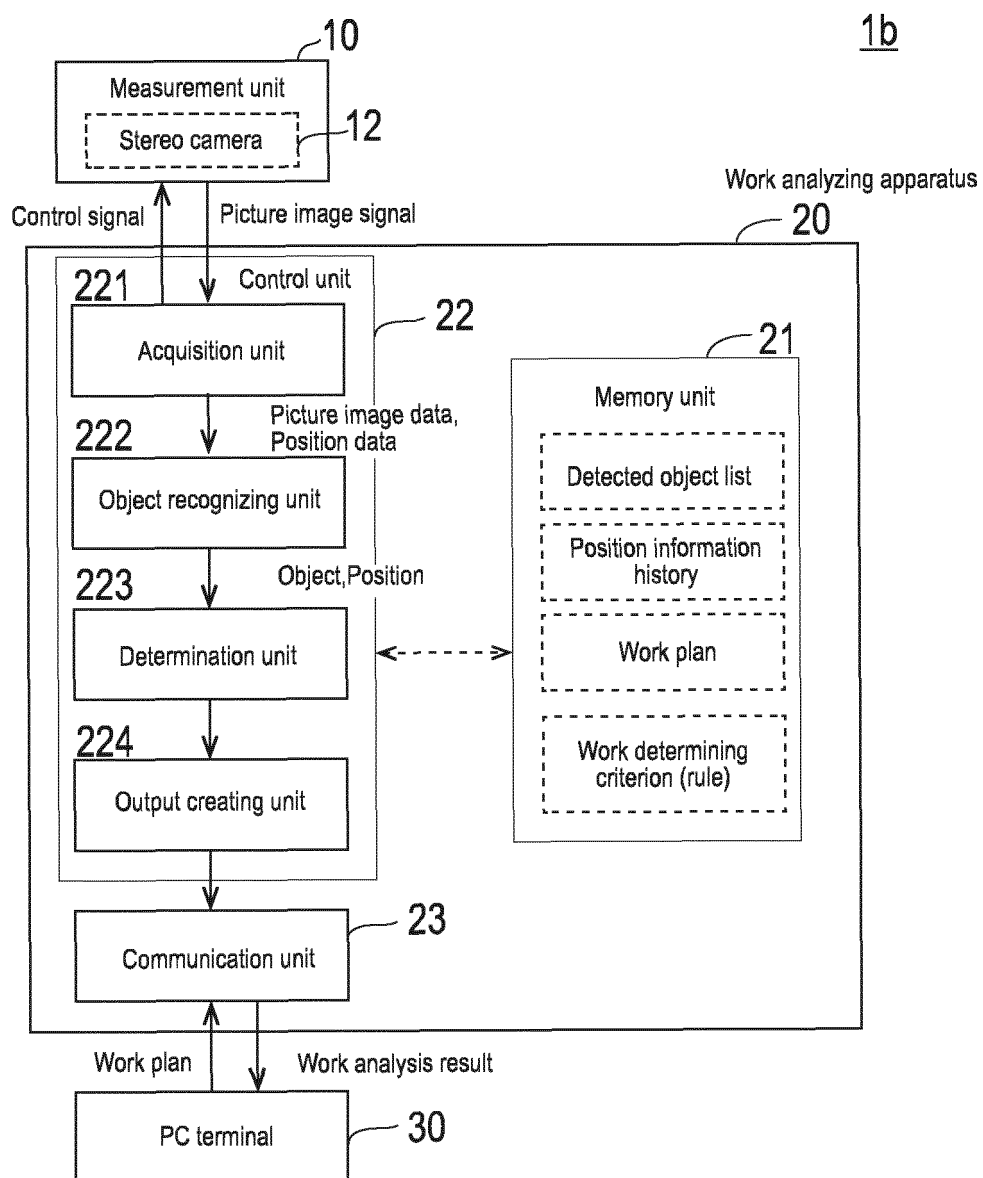 1b
10
Measurement unit
Stereo camera
12
Control signal
Picture image signal
Work analyzing apparatus
20
Control unit
221
22
Acquisition unit
Picture image data,
Position data
222
Object recognizing unit
Object,Position
223
Determination unit
224
Output creating unit
21
Memory unit
Detected object list
Position information
history
Work plan
Work determining
criterion (rule)
23
Communication unit
Work plan
Work analysis result
PC terminal
30